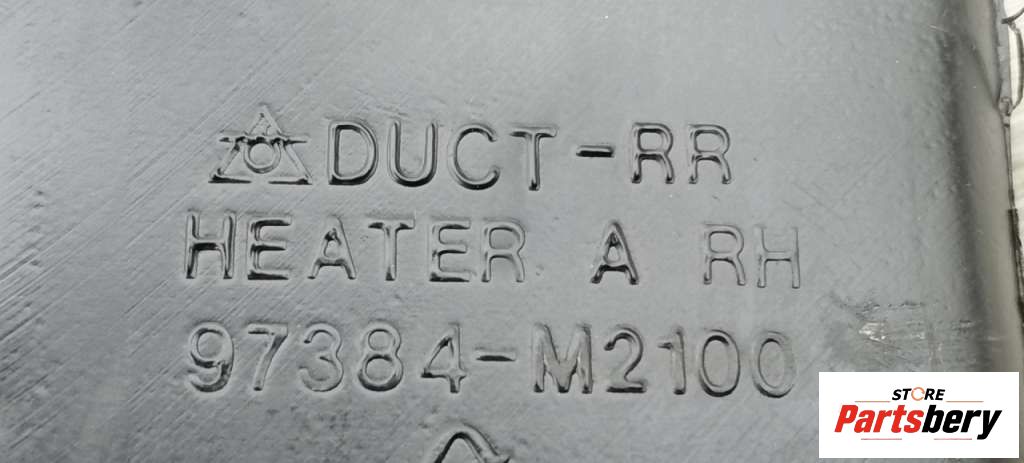 DUCT-RR
HEATER A RH
97384-M2100
STORE
Partsbery